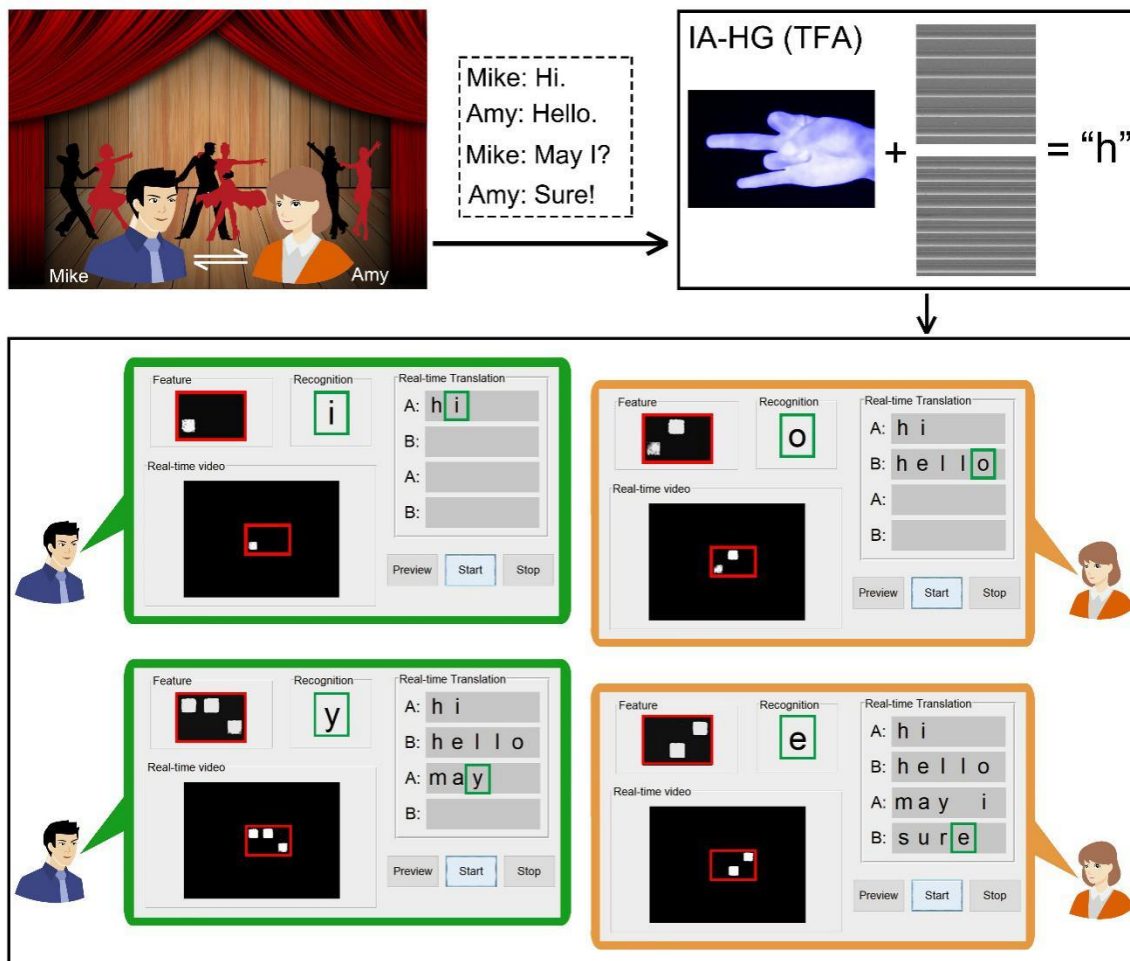 Mike: Hi.
Amy: Hello.
Mike: May I?
Amy: Sure!
Mike
Amy
IA-HG (TFA)
+
= “h”
Feature
Recognition
i
Real-time Translation
A: h i
B:
A:
B:
Real-time video
Preview
Start
Stop
Feature
Recognition
o
Real-time Translation
A: h i
B: h e l l o
A:
B:
Real-time video
Preview
Start
Stop
Feature
Recognition
y
Real-time Translation
A: h i
B: h e l l o
A: m a y
B:
Real-time video
Preview
Start
Stop
Feature
Recognition
e
Real-time Translation
A: h i
B: h e l l o
A: m a y i
B: s u r e
Real-time video
Preview
Start
Stop